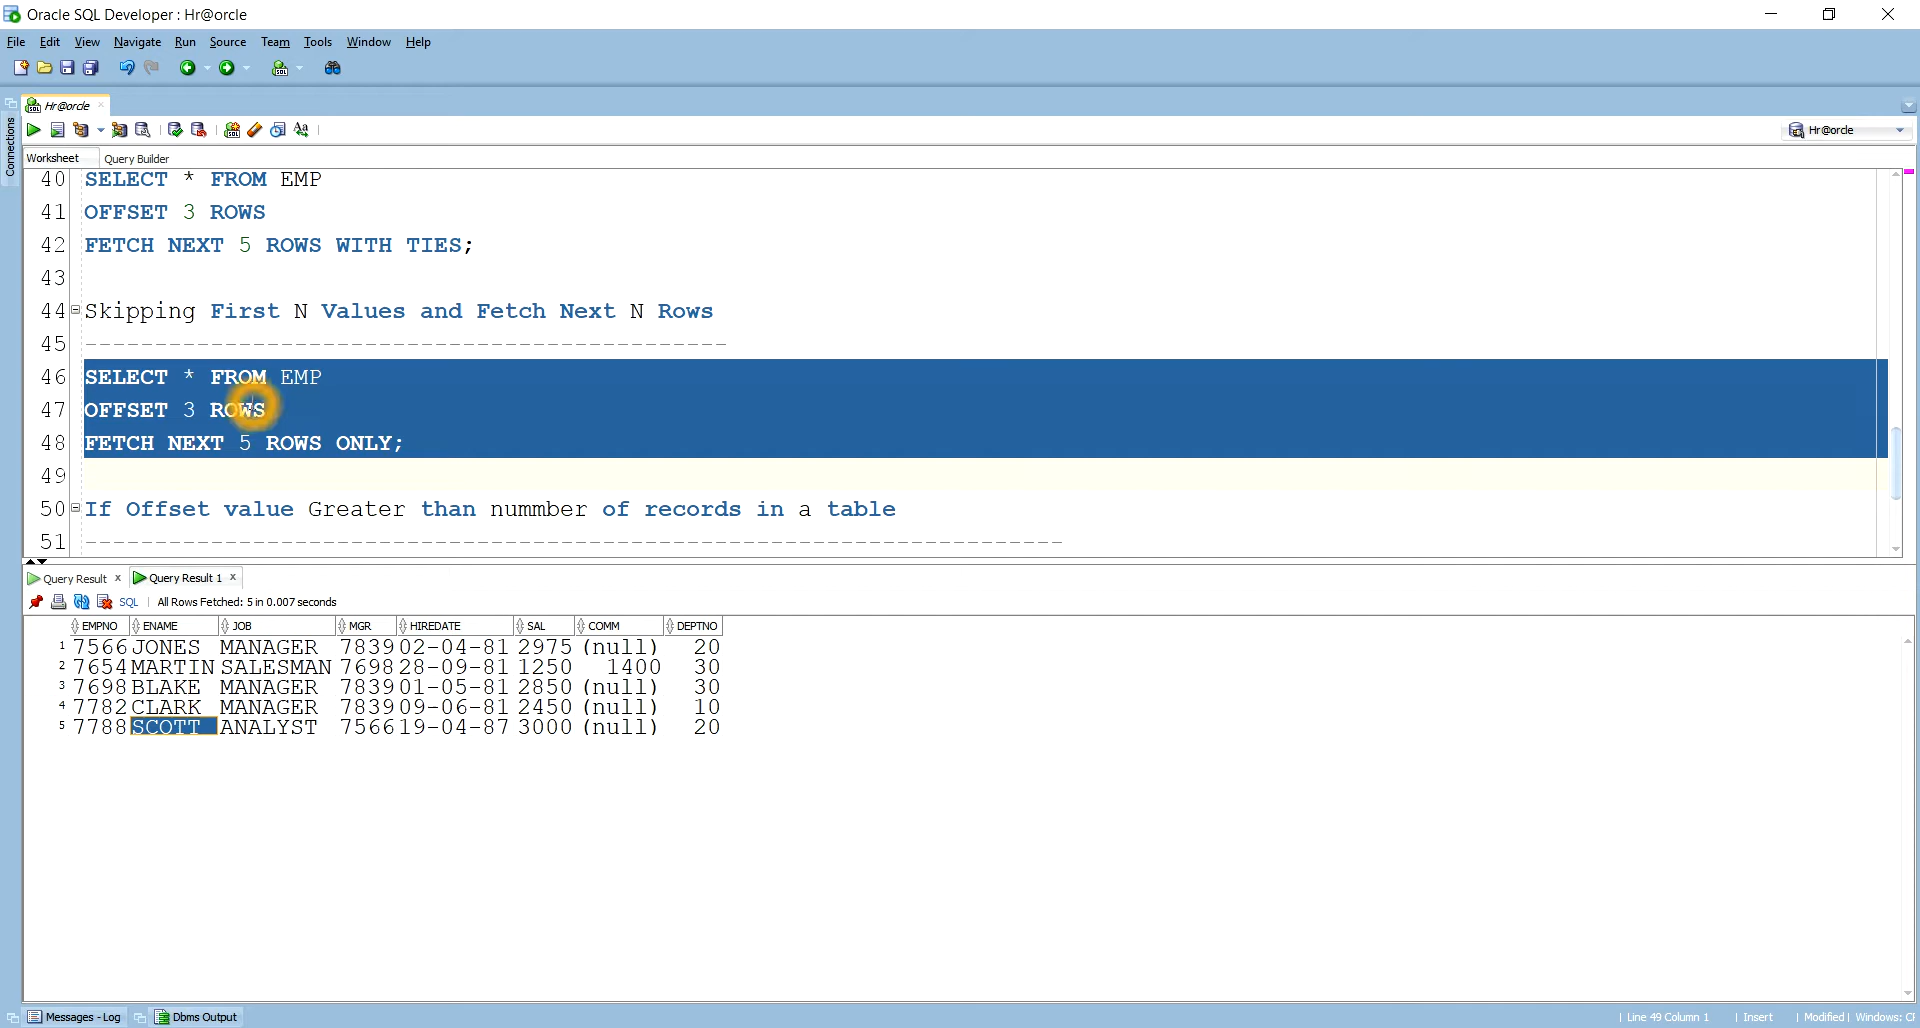 Oracle SQL Developer : Hr@orcle
File Edit View Navigate Run Source Team Tools Window Help
Hr@orcle
Connections
Hr@orcle
Worksheet Query Builder
40 SELECT * FROM EMP
41 OFFSET 3 ROWS
42 FETCH NEXT 5 ROWS WITH TIES;
43
44 Skipping First N Values and Fetch Next N Rows
45 ----------------------------------------------
46 SELECT * FROM EMP
47 OFFSET 3 ROWS
48 FETCH NEXT 5 ROWS ONLY;
49
50 If Offset value Greater than nummber of records in a table
51 ----------------------------------------------------------------------
Query Result x Query Result 1 x
SQL | All Rows Fetched: 5 in 0.007 seconds
EMPNO ENAME JOB MGR HIREDATE SAL COMM DEPTNO
1 7566 JONES MANAGER 7839 02-04-81 2975 (null) 20
2 7654 MARTIN SALESMAN 7698 28-09-81 1250 1400 30
3 7698 BLAKE MANAGER 7839 01-05-81 2850 (null) 30
4 7782 CLARK MANAGER 7839 09-06-81 2450 (null) 10
5 7788 SCOTT ANALYST 7566 19-04-87 3000 (null) 20
Messages - Log Dbms Output
| Line 49 Column 1 | Insert | Modified | Windows: CF